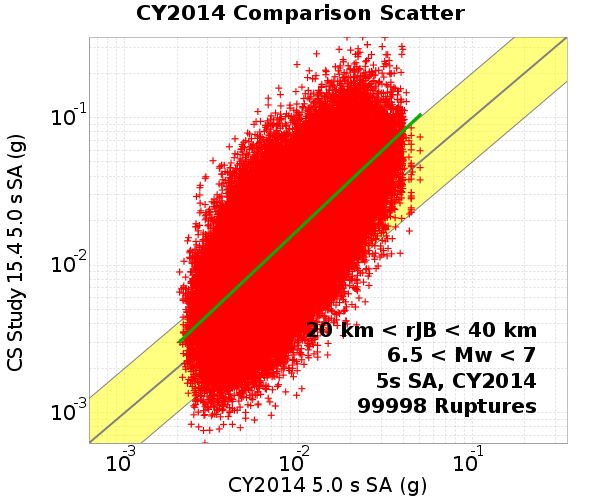 CY2014 Comparison Scatter
CS Study 15.4 5.0 s SA (g)
10-1
10-2
10-3
20 km < rJB < 40 km
6.5 < Mw < 7
5s SA, CY2014
99998 Ruptures
10-3 10-2 10-1
CY2014 5.0 s SA (g)